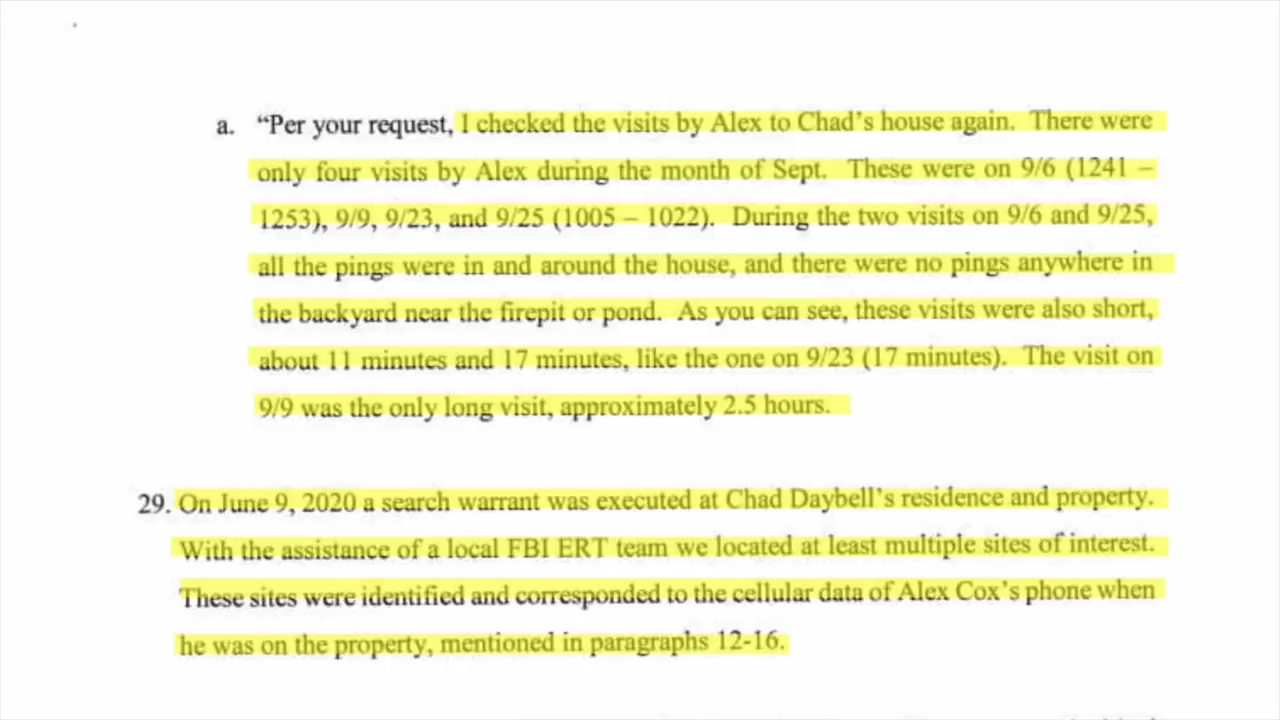 a. “Per your request, I checked the visits by Alex to Chad’s house again. There were
only four visits by Alex during the month of Sept. These were on 9/6 (1241 –
1253), 9/9, 9/23, and 9/25 (1005 – 1022). During the two visits on 9/6 and 9/25,
all the pings were in and around the house, and there were no pings anywhere in
the backyard near the firepit or pond. As you can see, these visits were also short,
about 11 minutes and 17 minutes, like the one on 9/23 (17 minutes). The visit on
9/9 was the only long visit, approximately 2.5 hours.
29. On June 9, 2020 a search warrant was executed at Chad Daybell’s residence and property.
With the assistance of a local FBI ERT team we located at least multiple sites of interest.
These sites were identified and corresponded to the cellular data of Alex Cox’s phone when
he was on the property, mentioned in paragraphs 12-16.